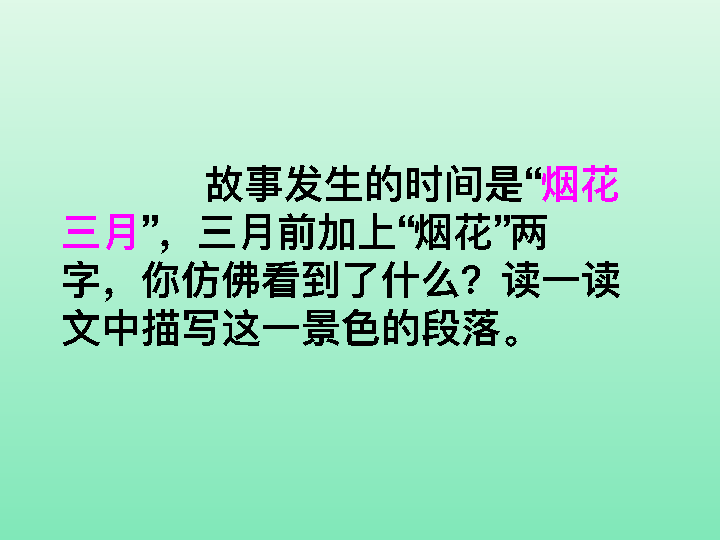 故事发生的时间是“烟花
三月”，三月前加上“烟花”两
字，你仿佛看到了什么？读一读
文中描写这一景色的段落。